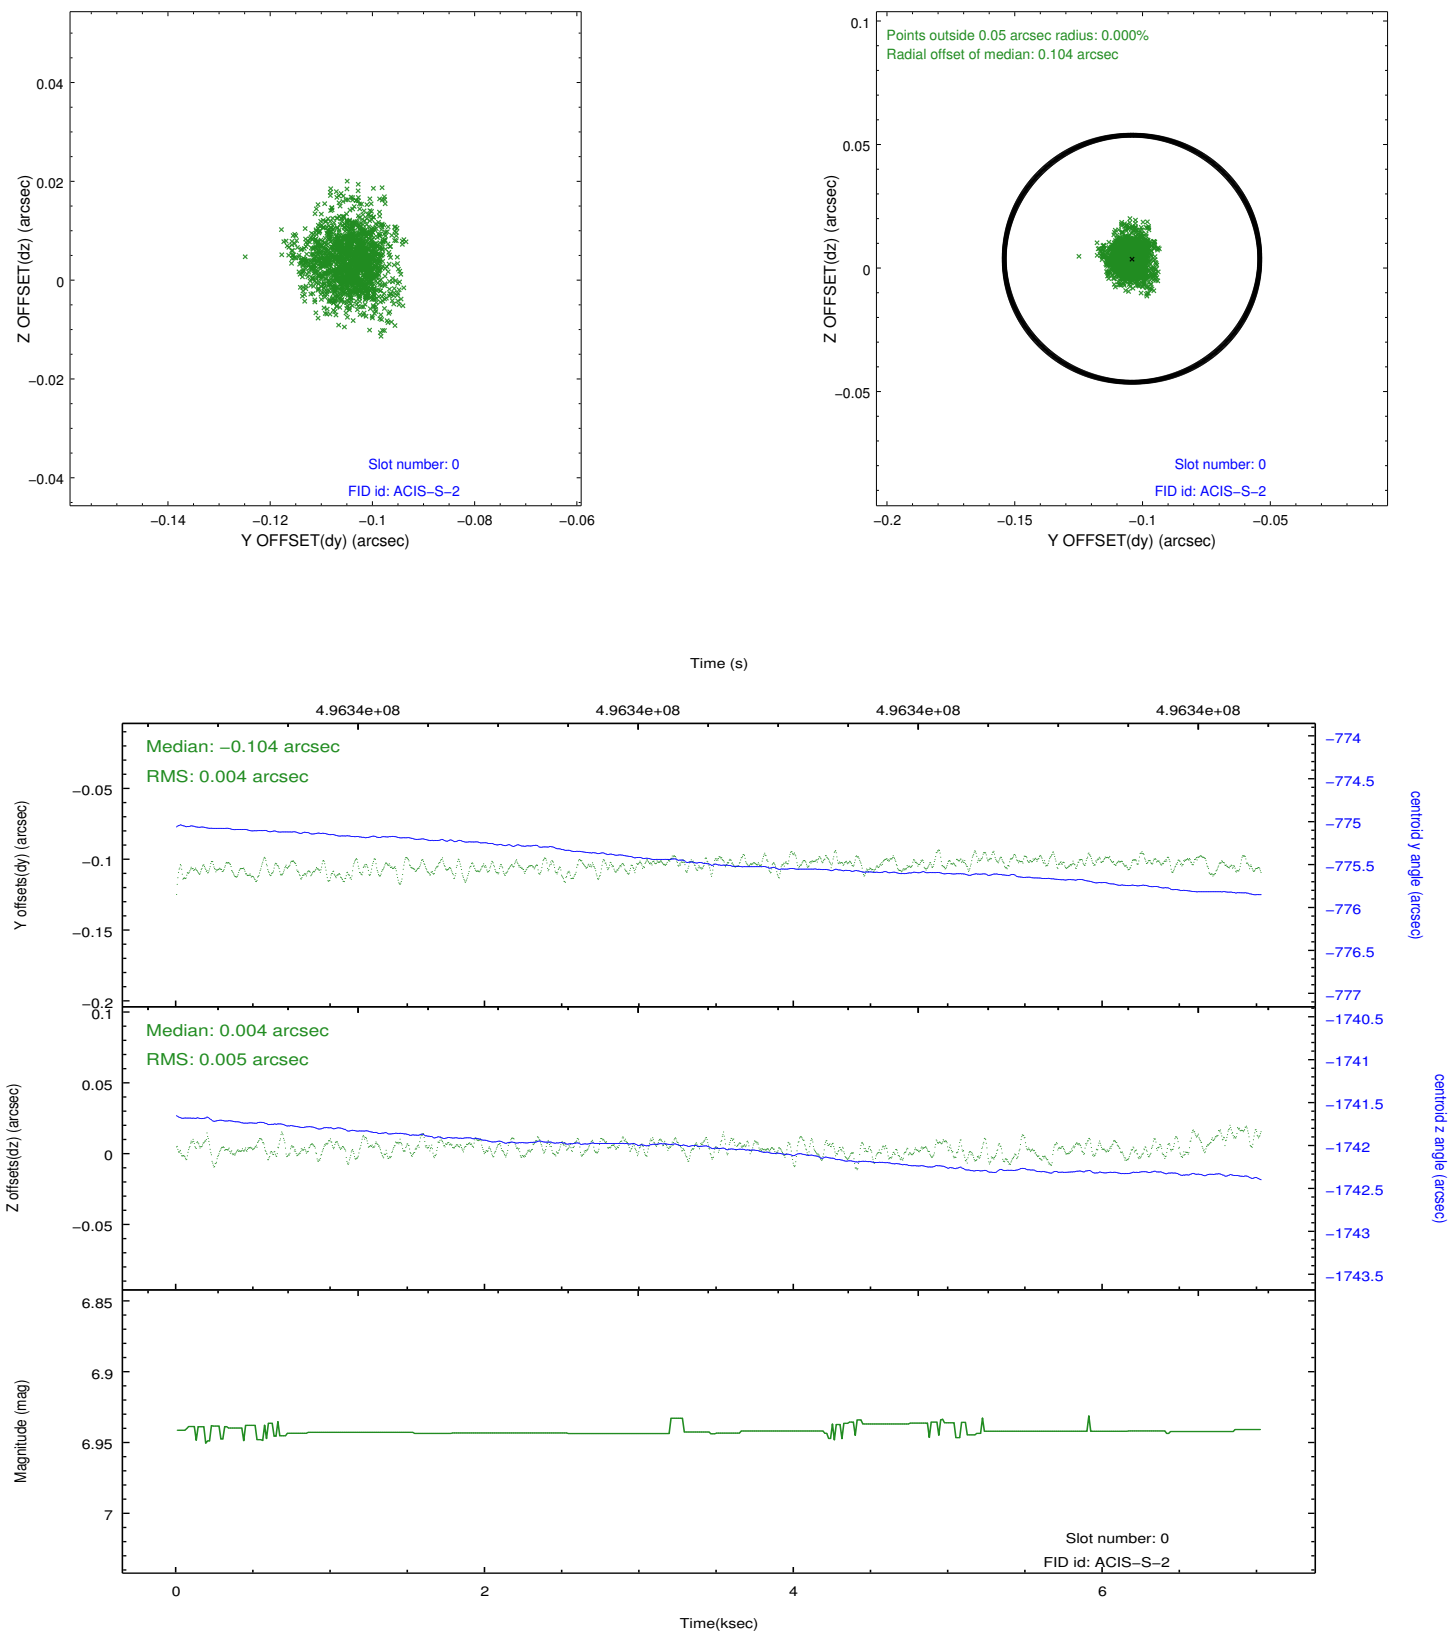 0.04
0.02
0
−0.02
−0.04
Z OFFSET(dz) (arcsec)
Slot number: 0
FID id: ACIS−S−2
−0.14
−0.12
−0.1
−0.08
−0.06
Y OFFSET(dy) (arcsec)
0.1
0.05
0
−0.05
Z OFFSET(dz) (arcsec)
Points outside 0.05 arcsec radius: 0.000%
Radial offset of median: 0.104 arcsec
Slot number: 0
FID id: ACIS−S−2
−0.2
−0.15
−0.1
−0.05
Y OFFSET(dy) (arcsec)
Time (s)
4.9634e+08
4.9634e+08
4.9634e+08
4.9634e+08
Median: −0.104 arcsec
RMS: 0.004 arcsec
−0.05
−0.1
−0.15
−0.2
Y offsets(dy) (arcsec)
−774
−774.5
−775
−775.5
−776
−776.5
−777
centroid y angle (arcsec)
Median: 0.004 arcsec
RMS: 0.005 arcsec
0.1
0.05
0
−0.05
Z offsets(dz) (arcsec)
−1740.5
−1741
−1741.5
−1742
−1742.5
−1743
−1743.5
centroid z angle (arcsec)
6.85
6.9
6.95
7
Magnitude (mag)
Slot number: 0
FID id: ACIS−S−2
0
2
4
6
Time(ksec)